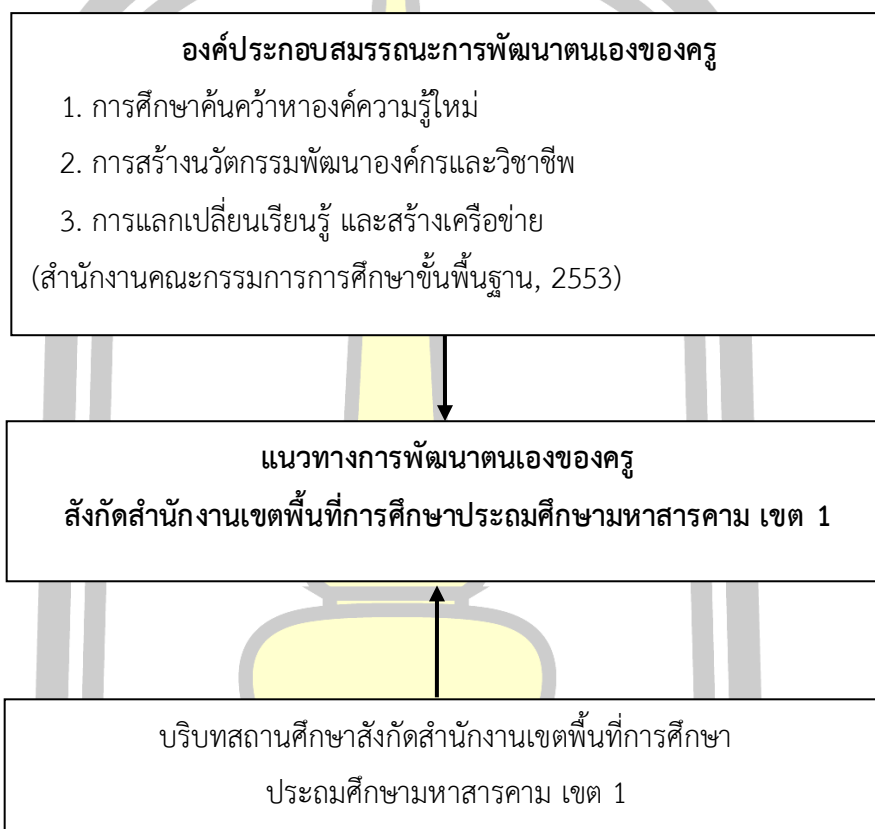 องค์ประกอบสมรรถนะการพัฒนาตนเองของครู
1. การศึกษาค้นคว้าหาองค์ความรู้ใหม่
2. การสร้างนวัตกรรมพัฒนาองค์กรและวิชาชีพ
3. การแลกเปลี่ยนเรียนรู้ และสร้างเครือข่าย
(สำนักงานคณะกรรมการการศึกษาขั้นพื้นฐาน, 2553)
แนวทางการพัฒนาตนเองของครู
สังกัดสำนักงานเขตพื้นที่การศึกษาประถมศึกษามหาสารคาม เขต 1
บริบทสถานศึกษาสังกัดสำนักงานเขตพื้นที่การศึกษา
ประถมศึกษามหาสารคาม เขต 1